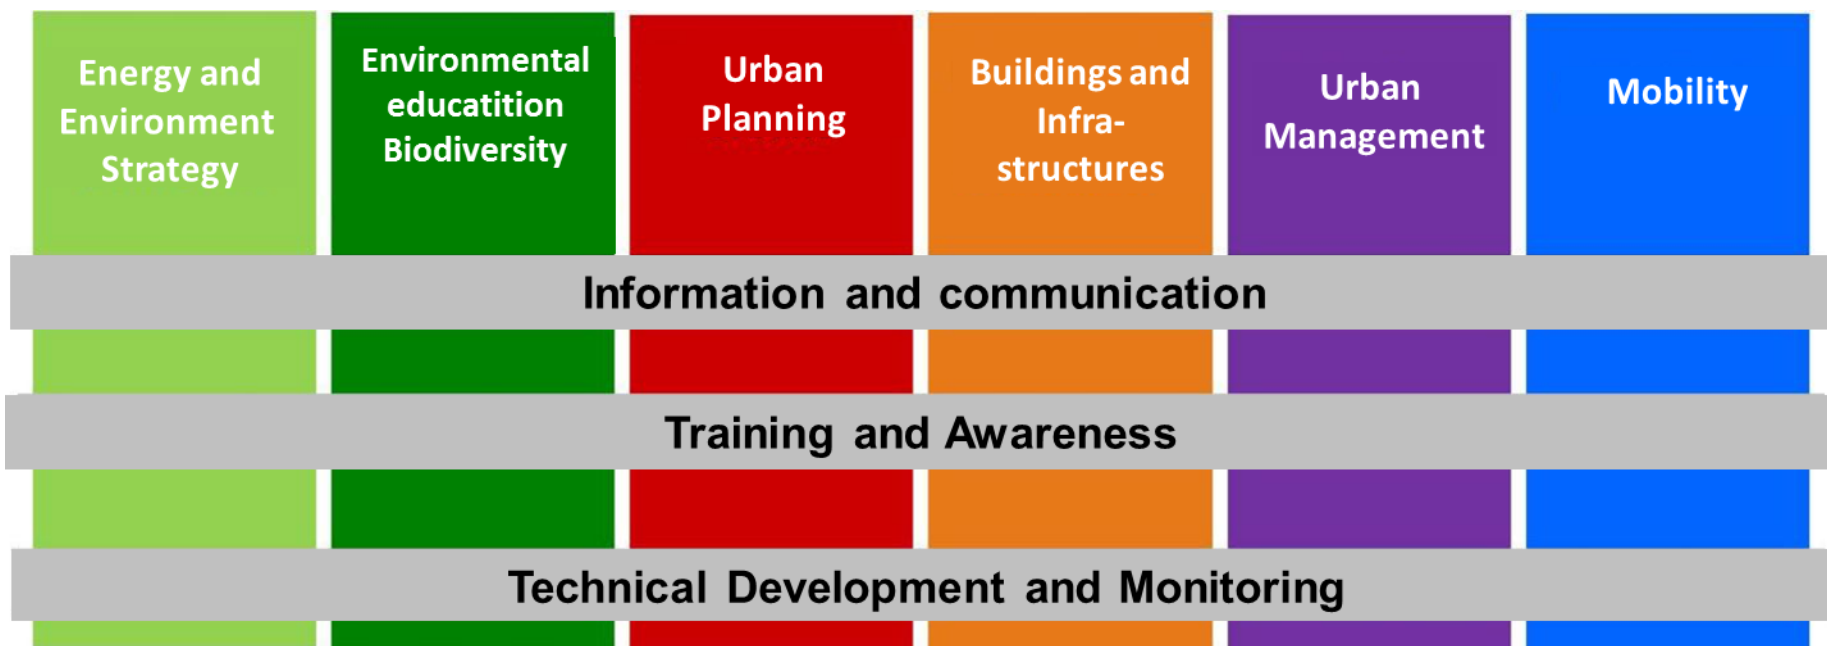 Energy and
Environment
Strategy
Environmental
educatition
Biodiversity
Urban
Planning
Buildings and
Infra-
structures
Urban
Management
Mobility
Information and communication
Training and Awareness
Technical Development and Monitoring